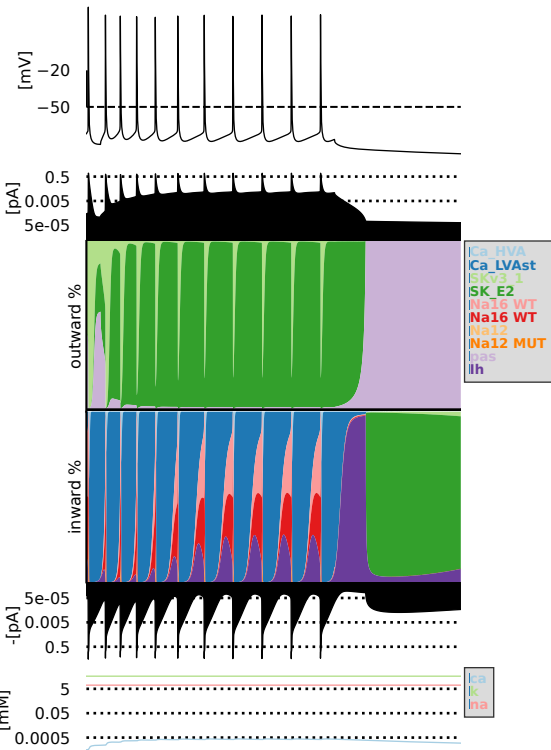 [mV]
−20
−50
[pA]
0.5
0.005
5e-05
outward %
Ca_HVA
Ca_LVAst
SKv3_1
SK_E2
Na16 WT
Na16 WT
Na12
Na12 MUT
pas
Ih
inward %
-[pA]
5e-05
0.005
0.5
[mM]
5
0.05
0.0005
ca
k
na